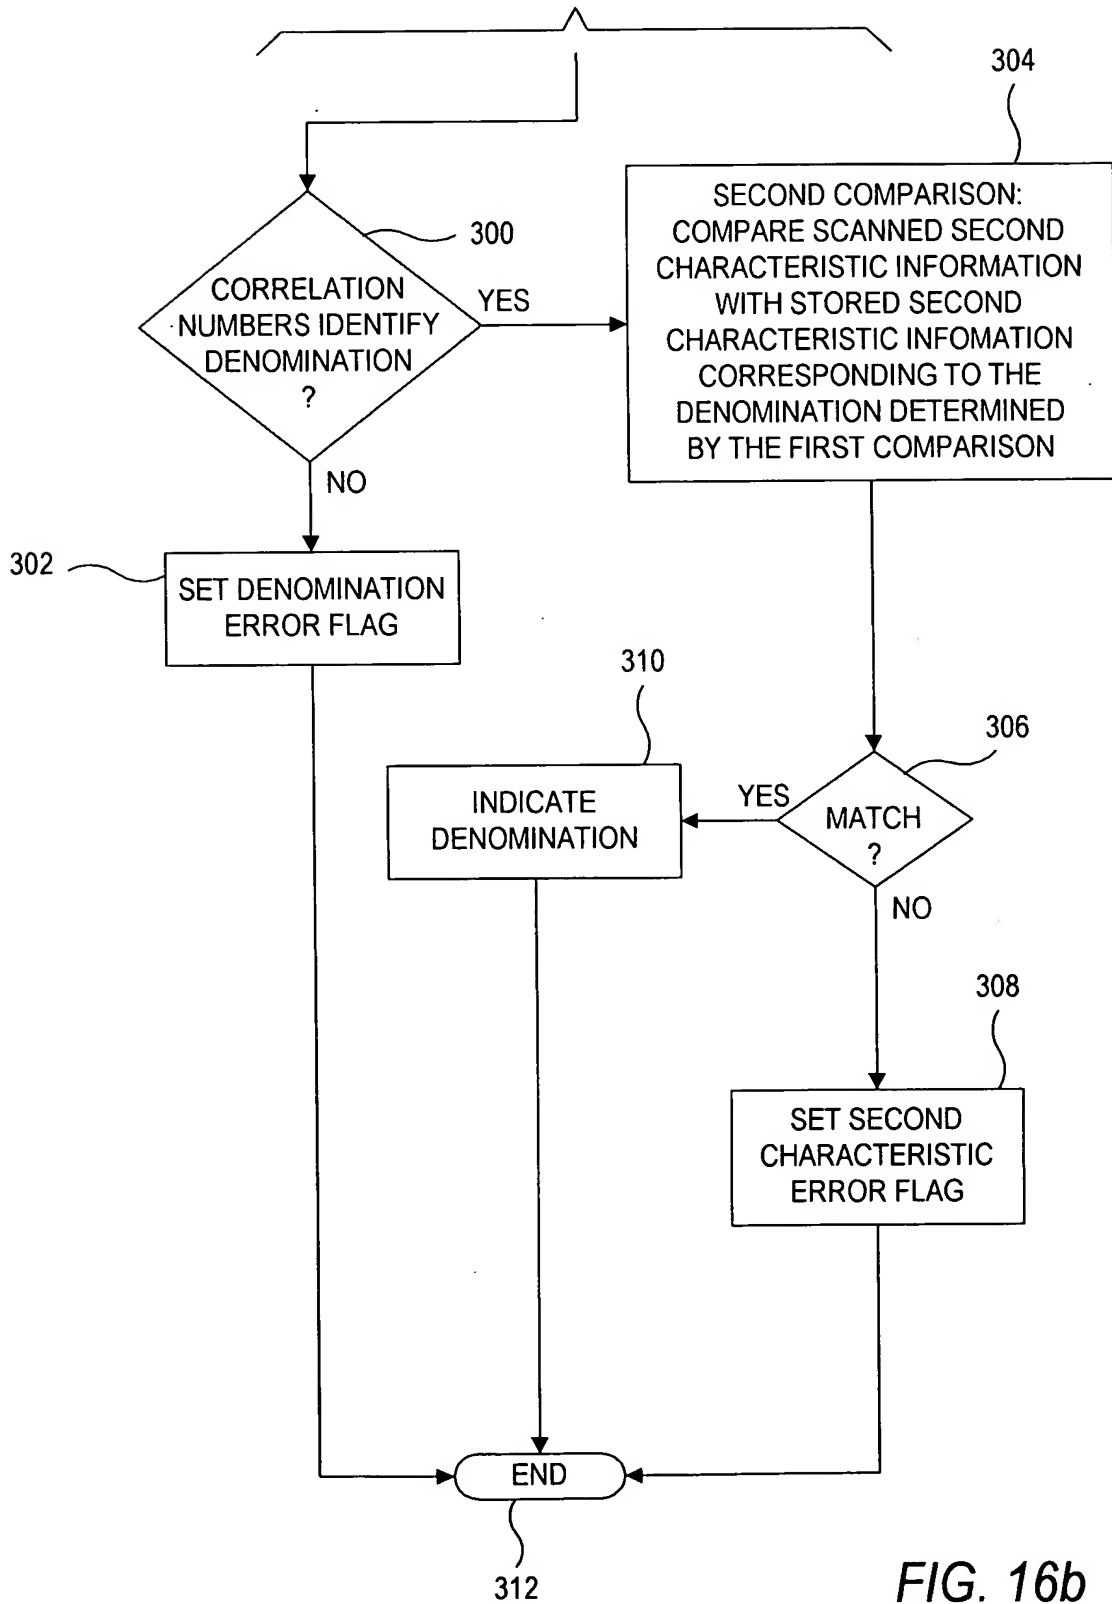 304
300
CORRELATION
NUMBERS IDENTIFY
DENOMINATION
?
YES
NO
SECOND COMPARISON:
COMPARE SCANNED SECOND
CHARACTERISTIC INFORMATION
WITH STORED SECOND
CHARACTERISTIC INFOMATION
CORRESPONDING TO THE
DENOMINATION DETERMINED
BY THE FIRST COMPARISON
302
SET DENOMINATION
ERROR FLAG
310
INDICATE
DENOMINATION
306
YES
MATCH
?
NO
308
SET SECOND
CHARACTERISTIC
ERROR FLAG
END
312
FIG. 16b